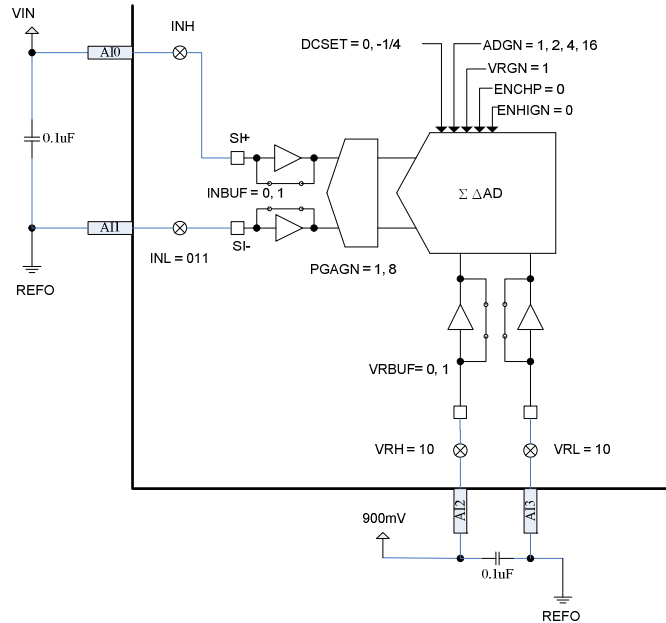 VIN
INH
DCSET = 0, -1/4
ADGN = 1, 2, 4, 16
VRGN = 1
ENCHP = 0
ENHIGN = 0
AI0
0.1uF
SI+
INBUF = 0, 1
Σ ΔAD
AI1
SI-
INL = 011
REFO
PGAGN = 1, 8
VRBUF= 0, 1
VRH = 10
VRL = 10
AI2
AI3
900mV
0.1uF
REFO